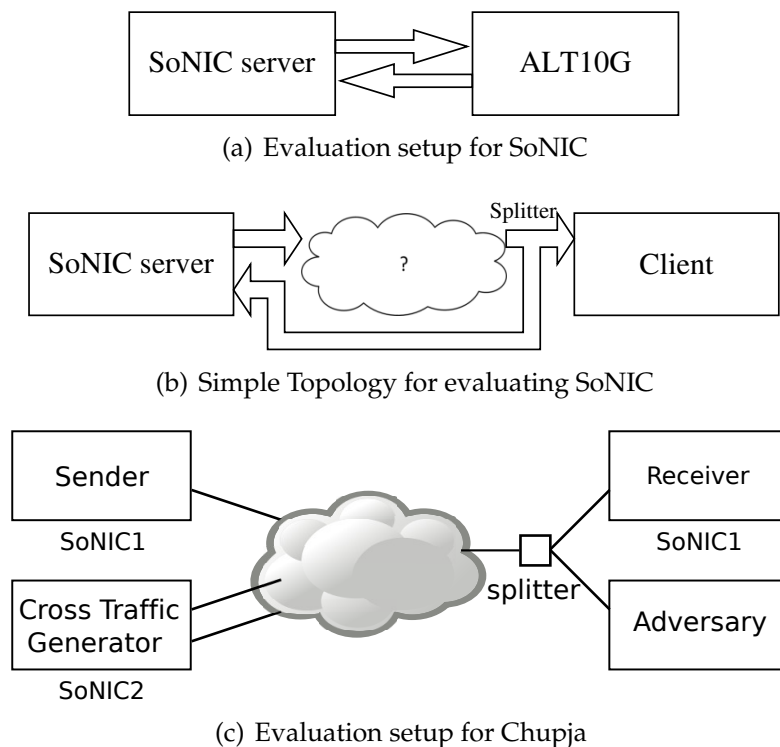 SoNIC server
ALT10G
(a) Evaluation setup for SoNIC
Splitter
SoNIC server
?
Client
(b) Simple Topology for evaluating SoNIC
Sender
SoNIC1
Receiver
SoNIC1
splitter
Cross Traffic
Generator
SoNIC2
Adversary
(c) Evaluation setup for Chupja